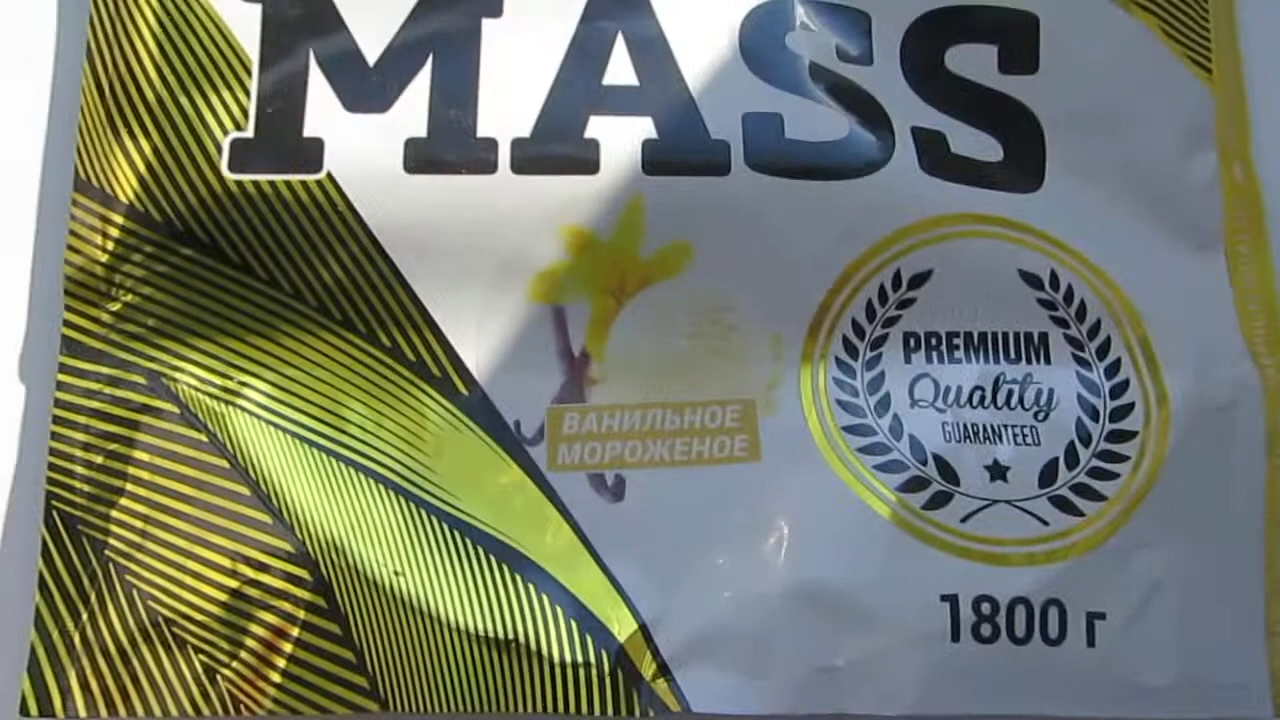 MASS
ВАНИЛЬНОЕ
МОРОЖЕНОЕ
PREMIUM
Quality
GUARANTEED
1800 г